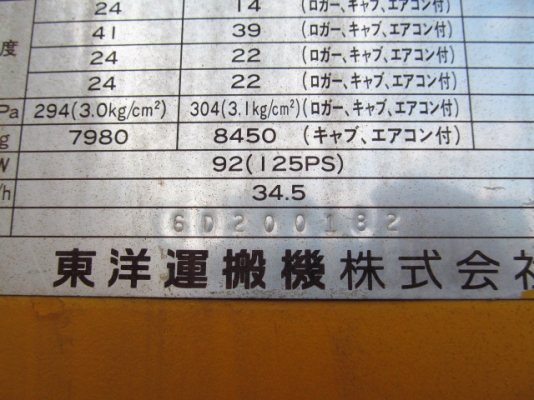 24 14 (ロガー、キャブ、エアコン付)
41 39 (ロガー、キャブ、エアコン付)
度 24 22 (ロガー、キャブ、エアコン付)
24 22 (ロガー、キャブ、エアコン付)
Pa 294(3.0kg/cm²) 304(3.1kg/cm²)(ロガー、キャブ、エアコン付)
g 7980 8450 (キャブ、エアコン付)
W 92(125PS)
/h 34.5
6D200182
東洋運搬機株式会社